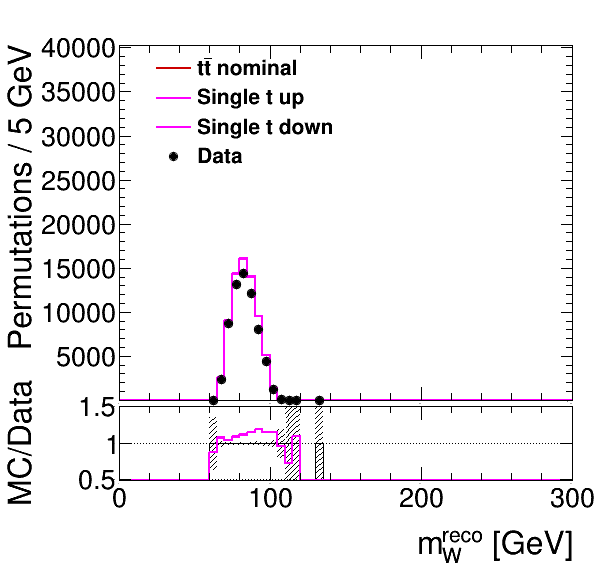 Permutations / 5 GeV
40000
35000
30000
25000
20000
15000
10000
5000
tt̄ nominal
Single t up
Single t down
Data
MC/Data
1.5
1
0.5
0 100 200 300
m_W^reco [GeV]